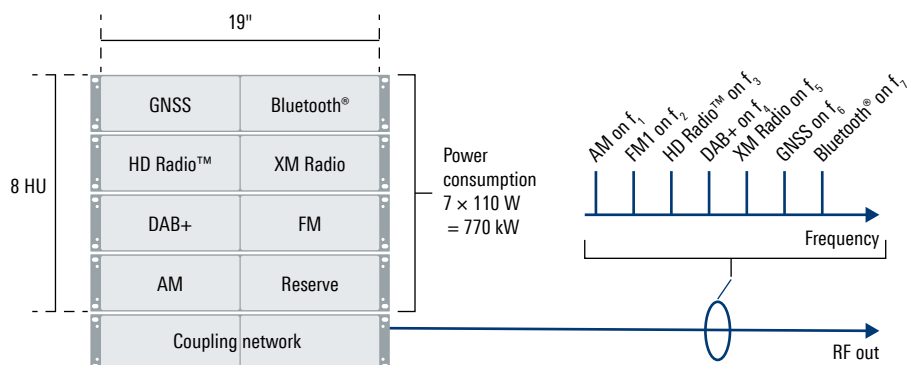 19"
8 HU
GNSS
Bluetooth®
HD Radio™
XM Radio
DAB+
FM
AM
Reserve
Coupling network
Power
consumption
7 × 110 W
= 770 kW
AM on f₁
FM1 on f₂
HD Radio™ on f₃
DAB+ on f₄
XM Radio on f₅
GNSS on f₆
Bluetooth® on f₇
Frequency
RF out